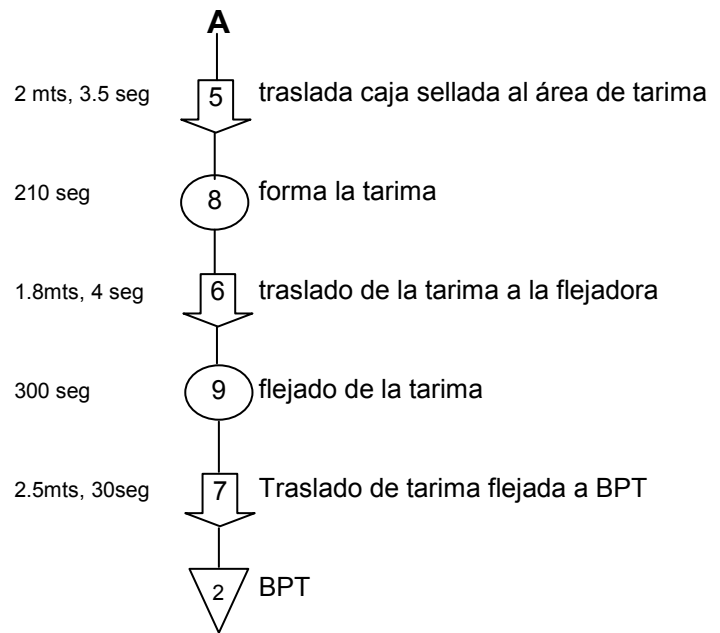 A
2 mts, 3.5 seg 5 traslada caja sellada al área de tarima
210 seg 8 forma la tarima
1.8mts, 4 seg 6 traslado de la tarima a la flejadora
300 seg 9 flejado de la tarima
2.5mts, 30seg 7 Traslado de tarima flejada a BPT
2 BPT